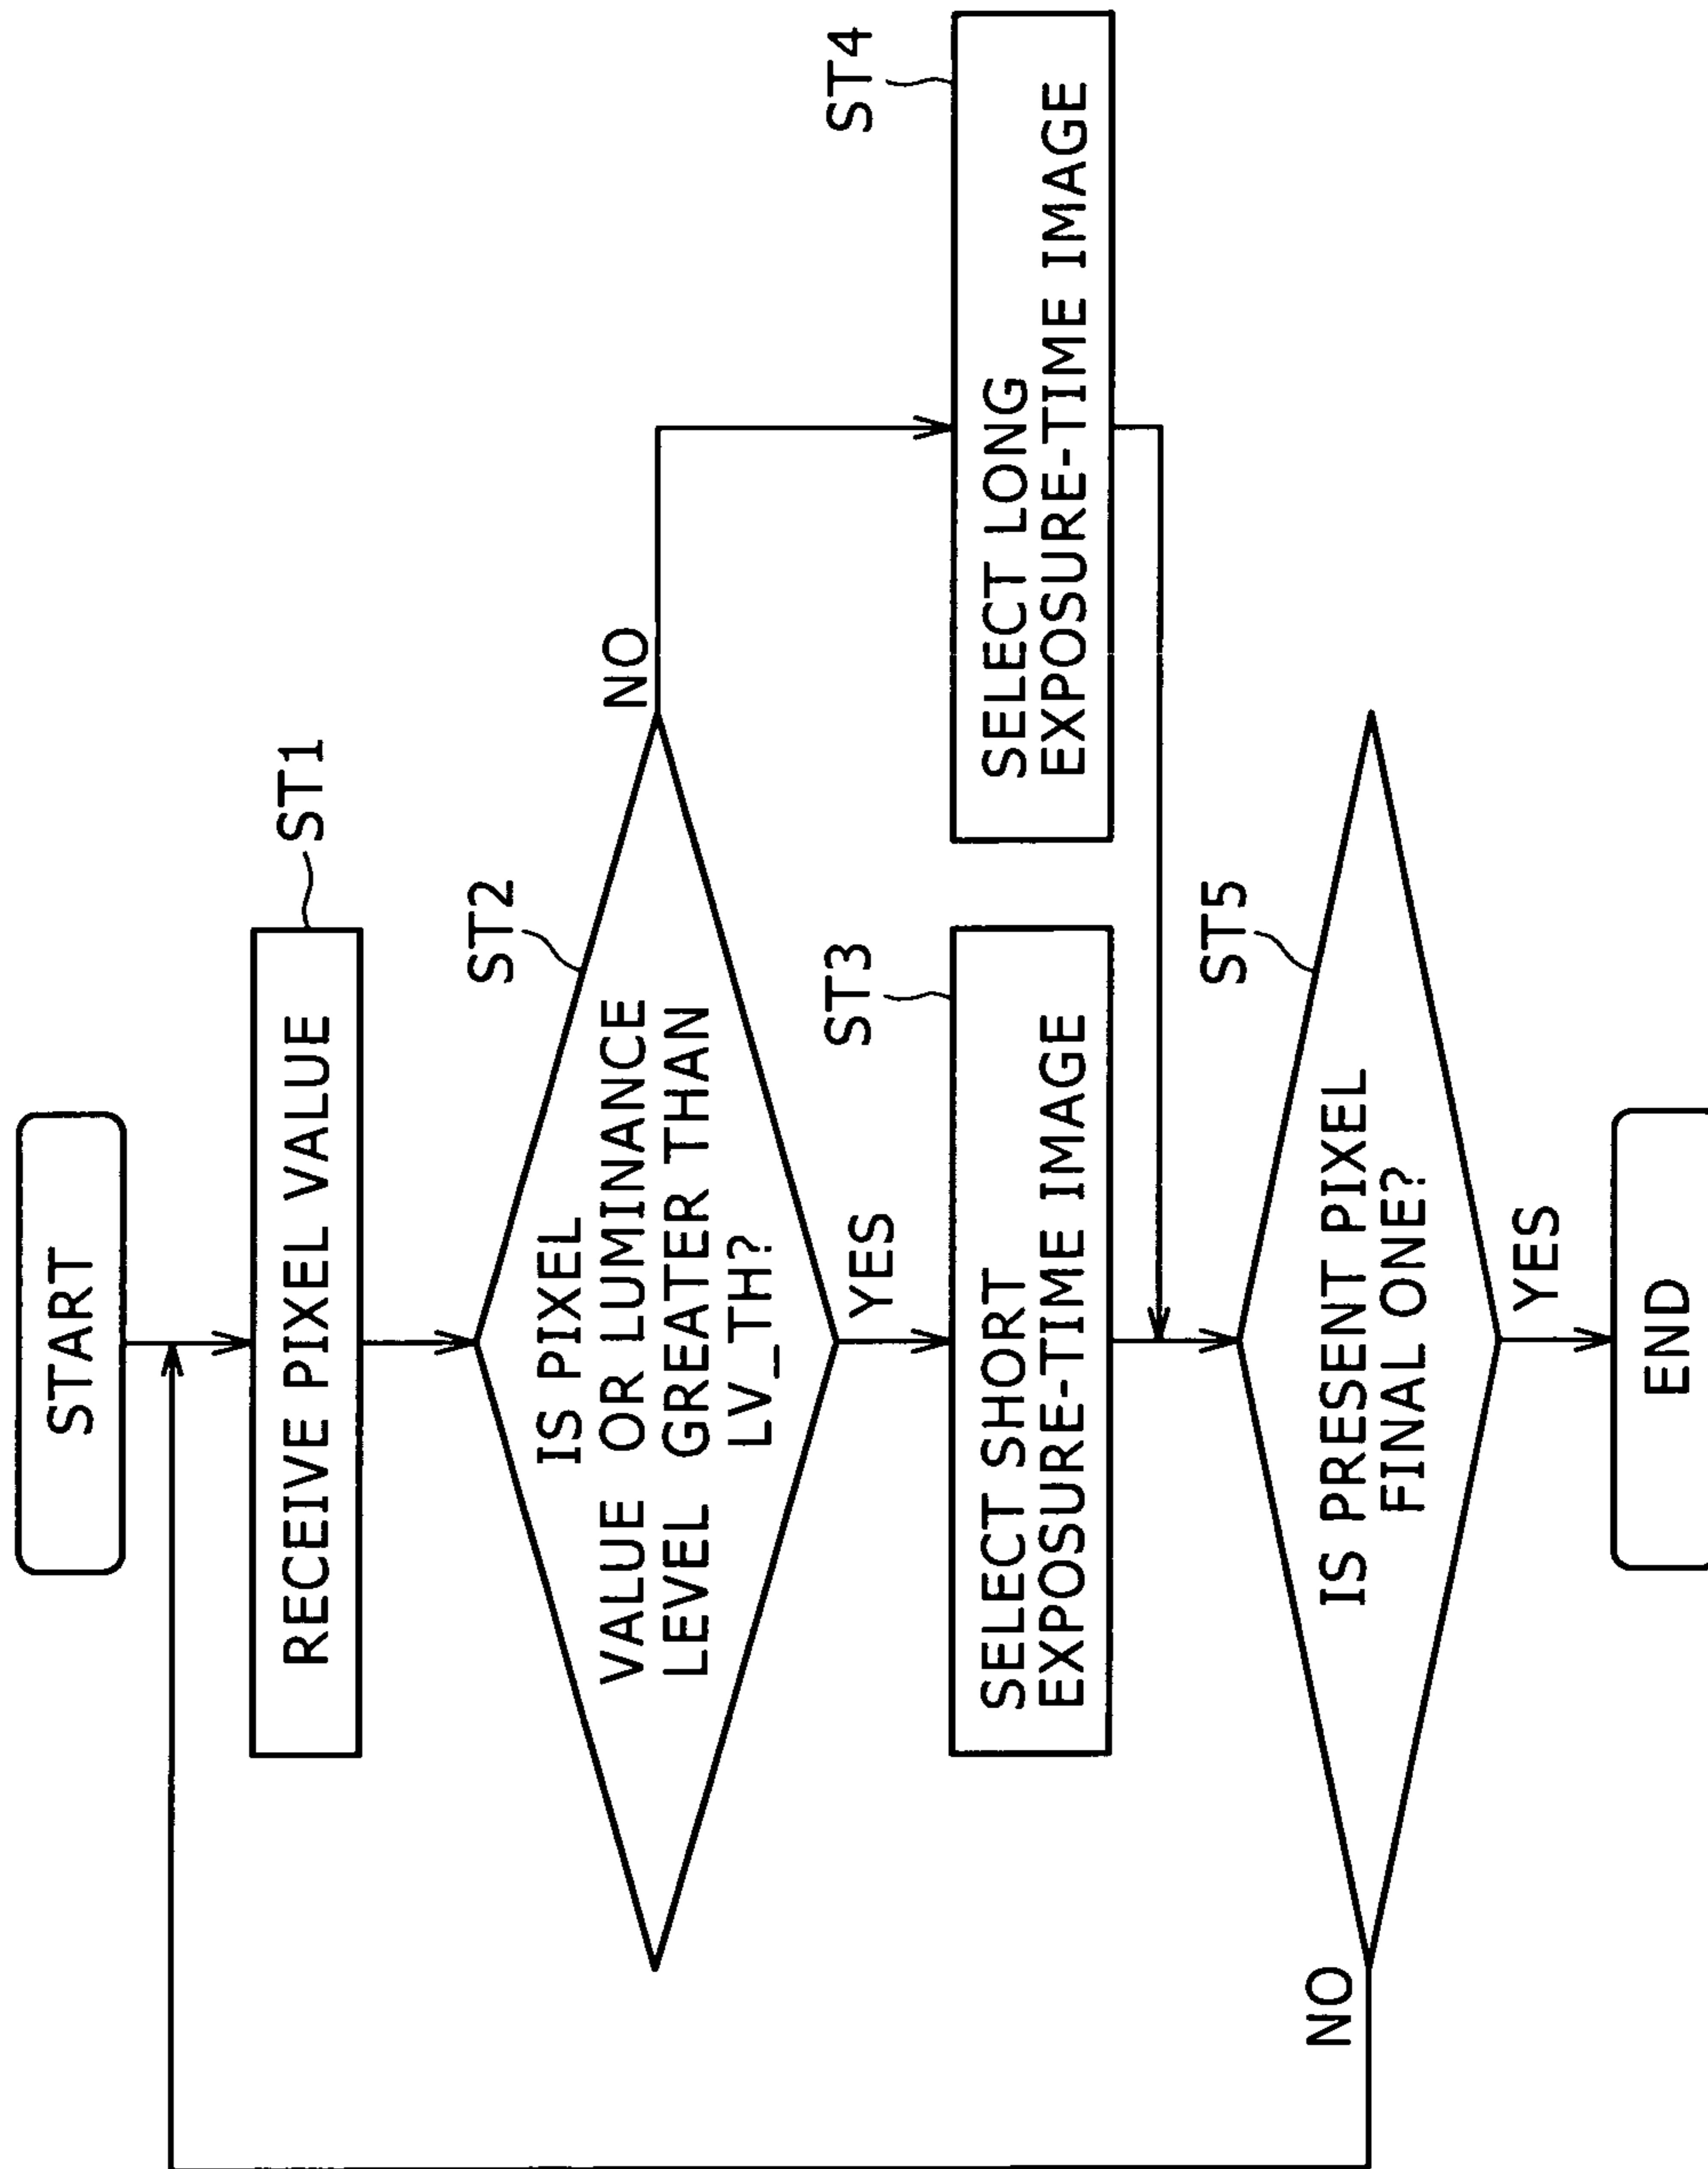 START
RECEIVE PIXEL VALUE
ST1
IS PIXEL
VALUE OR LUMINANCE
LEVEL GREATER THAN
LV_TH?
ST2
NO
YES
SELECT SHORT
EXPOSURE-TIME IMAGE
ST3
SELECT LONG
EXPOSURE-TIME IMAGE
ST4
IS PRESENT PIXEL
FINAL ONE?
ST5
NO
YES
END